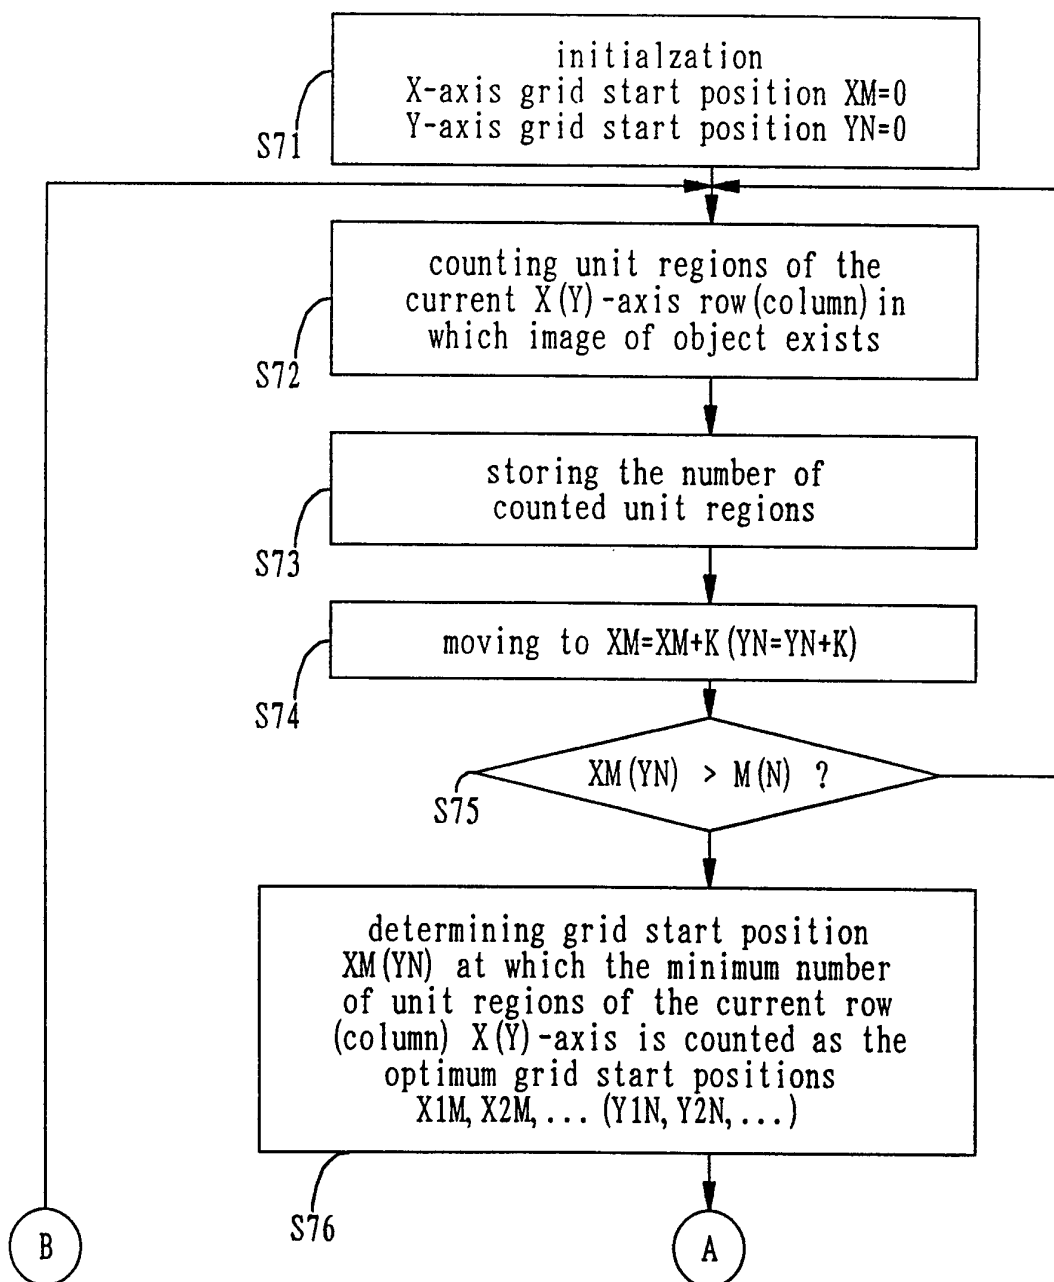 initialzation
X-axis grid start position XM=0
Y-axis grid start position YN=0
S71
counting unit regions of the
current X(Y)-axis row(column)in
which image of object exists
S72
storing the number of
counted unit regions
S73
moving to XM=XM+K(YN=YN+K)
S74
XM(YN) > M(N) ?
S75
determining grid start position
XM(YN) at which the minimum number
of unit regions of the current row
(column) X(Y)-axis is counted as the
optimum grid start positions
X1M, X2M, ... (Y1N, Y2N, ...)
S76
B
A